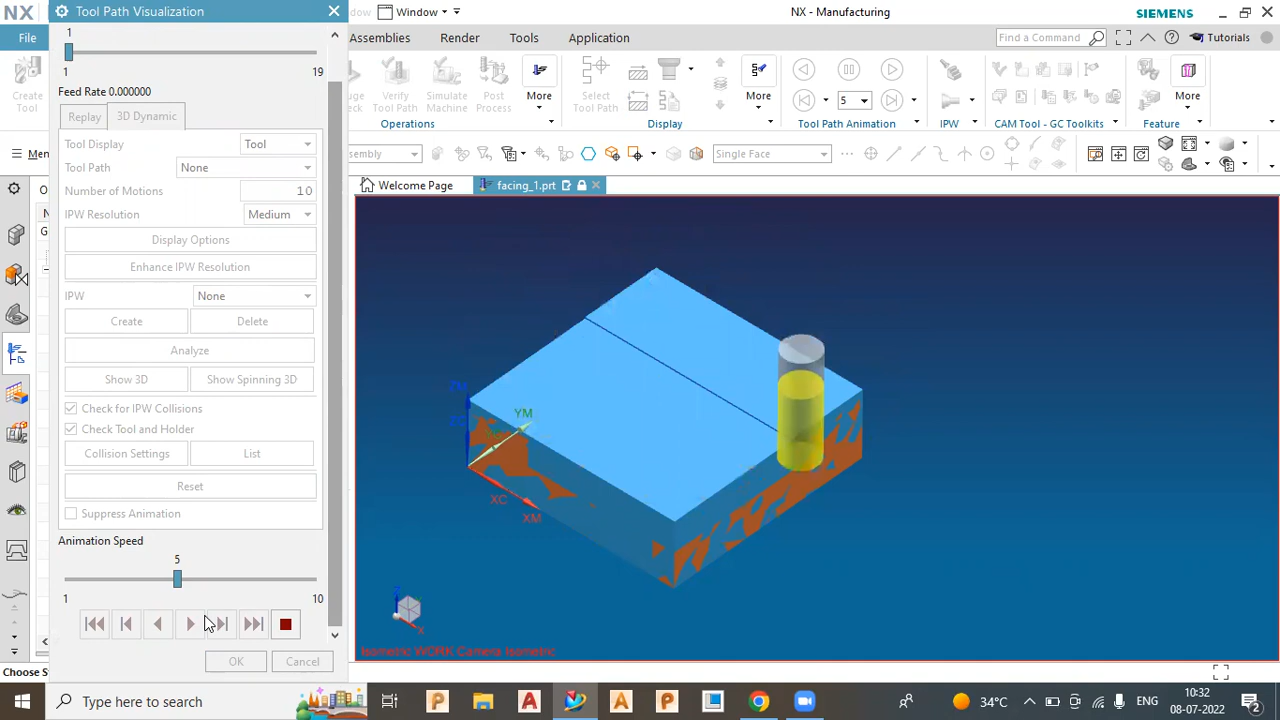 NX
Tool Path Visualization
dow
Window
NX - Manufacturing
SIEMENS
File
1
Assemblies
Render
Tools
Application
Find a Command
Tutorials
1
19
Feed Rate 0.000000
Replay
3D Dynamic
Create
Tool
Verify
Tool Path
Simulate
Machine
Post
Process
More
Select
Tool Path
More
5
More
Operations
Display
Tool Path Animation
IPW
CAM Tool - GC Toolkits
Feature
Men
Tool Display
Tool
Single Face
Tool Path
None
Welcome Page
facing_1.prt
Number of Motions
10
IPW Resolution
Medium
Display Options
Enhance IPW Resolution
IPW
None
Create
Delete
Analyze
Show 3D
Show Spinning 3D
Check for IPW Collisions
Check Tool and Holder
Collision Settings
List
Reset
Suppress Animation
ZM
YM
XC
XM
Animation Speed
5
1
10
Z
X
OK
Cancel
Isometric WORK Camera Isometric
Choose S
Type here to search
34°C
10:32
08-07-2022
2